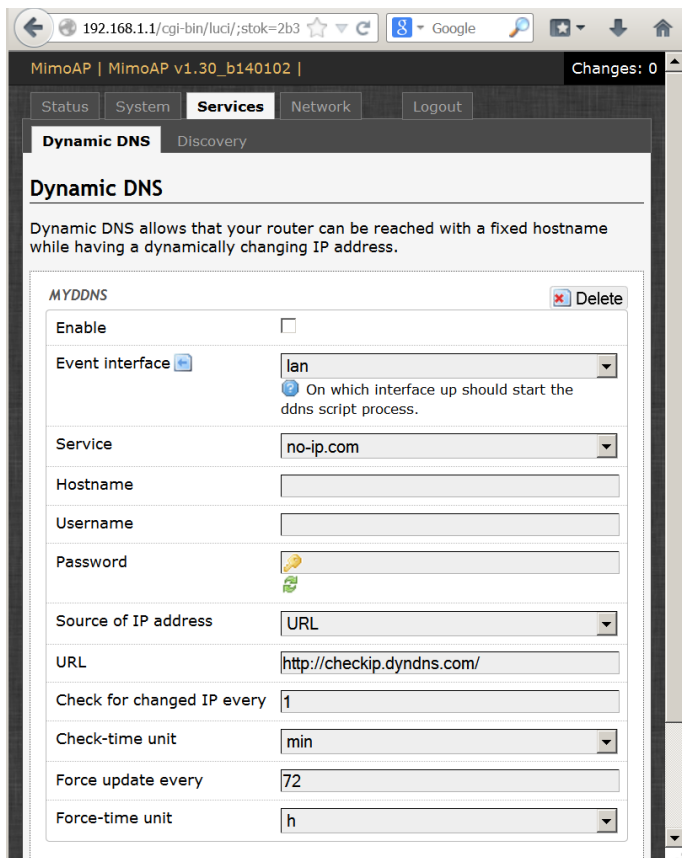 192.168.1.1/cgi-bin/luci/;stok=2b3
8 Google
MimoAP | MimoAP v1.30_b140102 | Changes: 0
Status System Services Network Logout
Dynamic DNS Discovery
Dynamic DNS
Dynamic DNS allows that your router can be reached with a fixed hostname
while having a dynamically changing IP address.
MYDDNS Delete
Enable
Event interface lan
On which interface up should start the
ddns script process.
Service no-ip.com
Hostname
Username
Password
Source of IP address URL
URL http://checkip.dyndns.com/
Check for changed IP every 1
Check-time unit min
Force update every 72
Force-time unit h